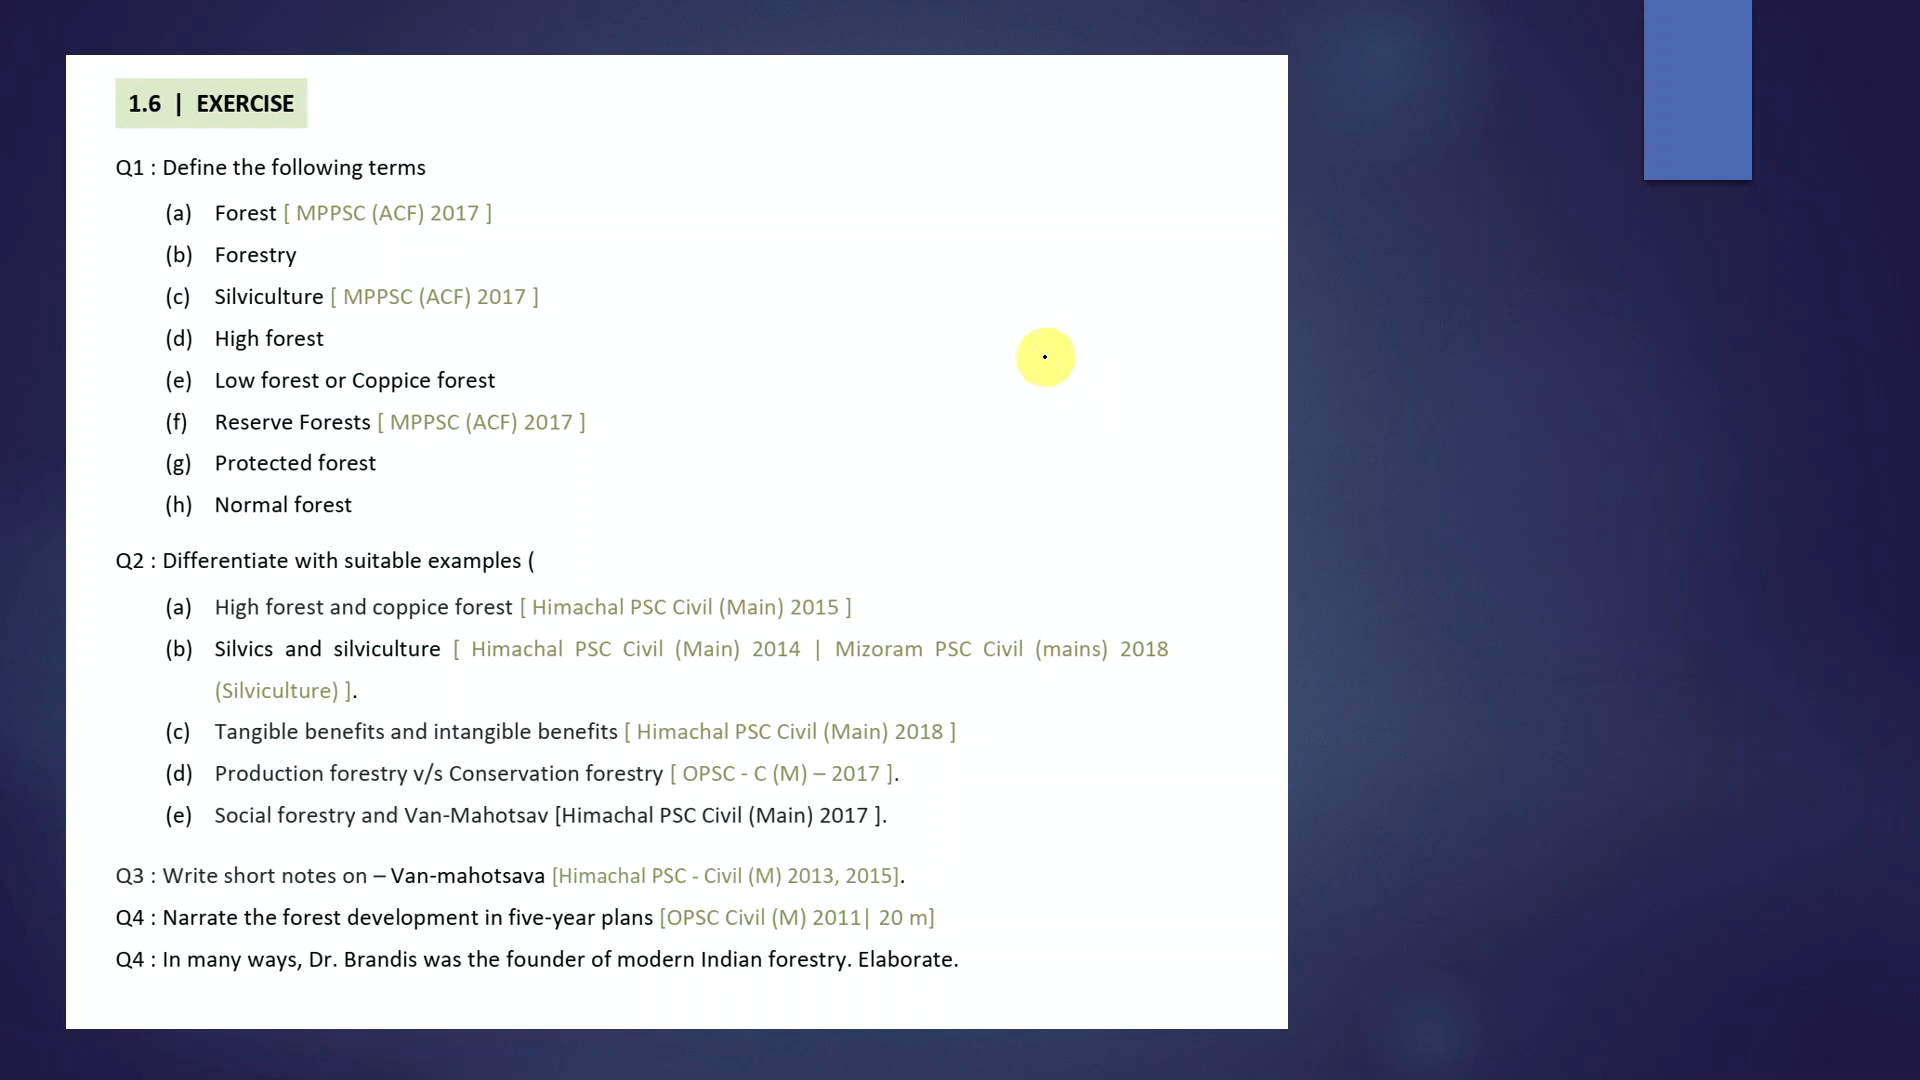 1.6 | EXERCISE
Q1 : Define the following terms
(a) Forest [ MPPSC (ACF) 2017 ]
(b) Forestry
(c) Silviculture [ MPPSC (ACF) 2017 ]
(d) High forest
(e) Low forest or Coppice forest
(f) Reserve Forests [ MPPSC (ACF) 2017 ]
(g) Protected forest
(h) Normal forest
Q2 : Differentiate with suitable examples (
(a) High forest and coppice forest [ Himachal PSC Civil (Main) 2015 ]
(b) Silvics and silviculture [ Himachal PSC Civil (Main) 2014 | Mizoram PSC Civil (mains) 2018
(Silviculture) ].
(c) Tangible benefits and intangible benefits [ Himachal PSC Civil (Main) 2018 ]
(d) Production forestry v/s Conservation forestry [ OPSC - C (M) – 2017 ].
(e) Social forestry and Van-Mahotsav [Himachal PSC Civil (Main) 2017 ].
Q3 : Write short notes on – Van-mahotsava [Himachal PSC - Civil (M) 2013, 2015].
Q4 : Narrate the forest development in five-year plans [OPSC Civil (M) 2011| 20 m]
Q4 : In many ways, Dr. Brandis was the founder of modern Indian forestry. Elaborate.